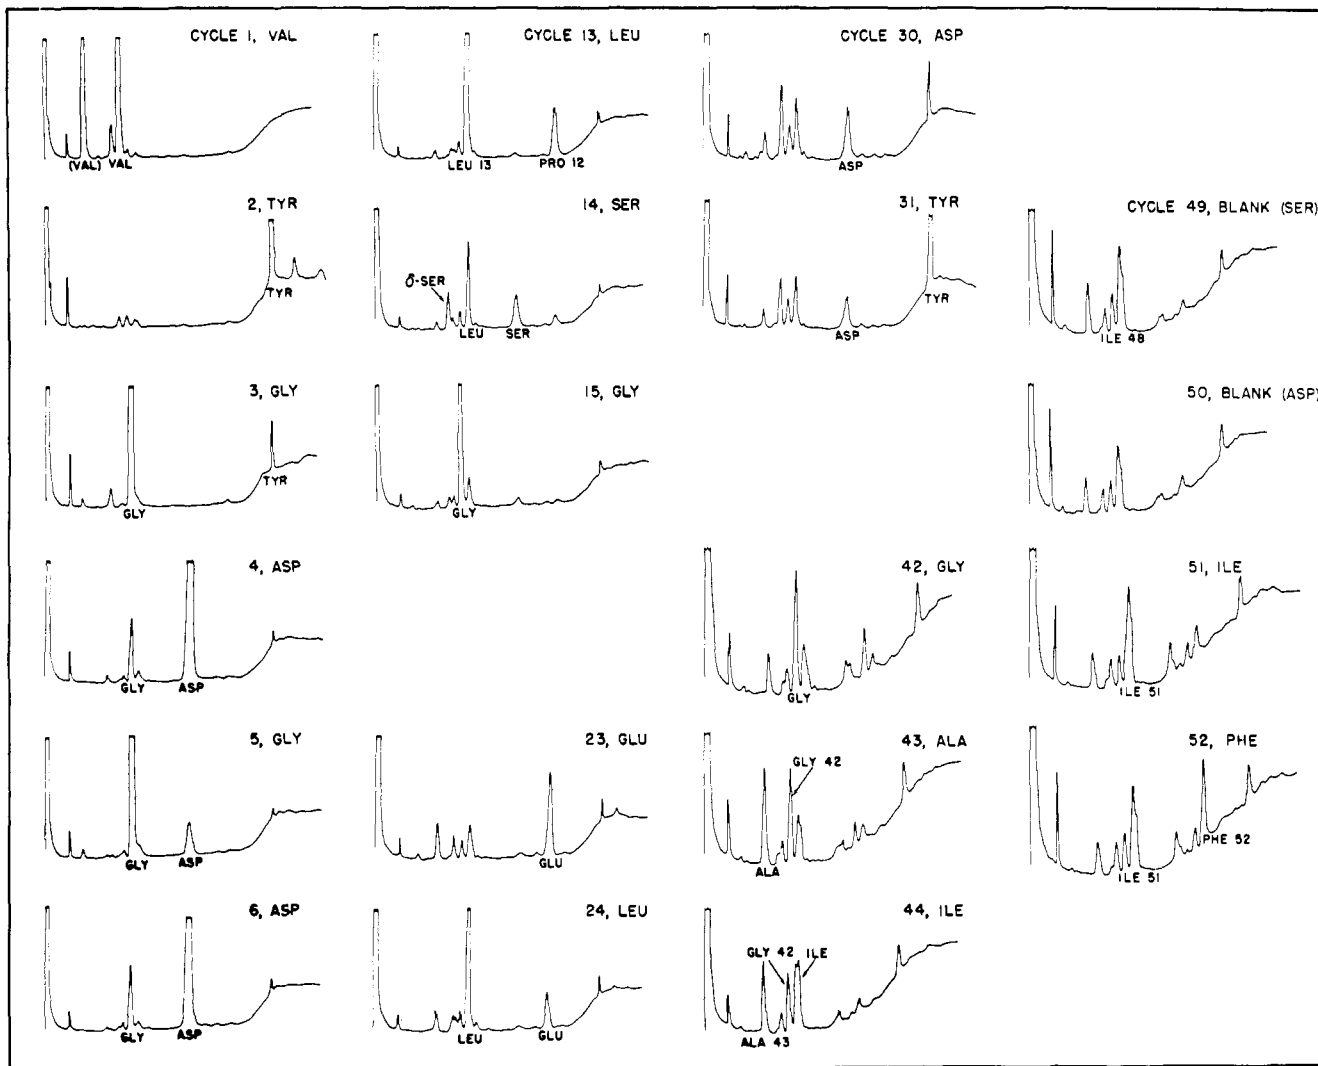 CYCLE 1, VAL
(VAL) VAL
2, TYR
TYR
3, GLY
TYR
GLY
4, ASP
GLY ASP
5, GLY
GLY ASP
6, ASP
GLY ASP
CYCLE 13, LEU
LEU 13 PRO 12
14, SER
δ-SER
LEU SER
15, GLY
GLY
23, GLU
GLU
24, LEU
LEU GLU
CYCLE 30, ASP
ASP
31, TYR
TYR
ASP
42, GLY
GLY
43, ALA
GLY 42
ALA
44, ILE
GLY 42 ILE
ALA 43
CYCLE 49, BLANK (SER)
ILE 48
50, BLANK (ASP)
51, ILE
ILE 51
52, PHE
PHE 52
ILE 51